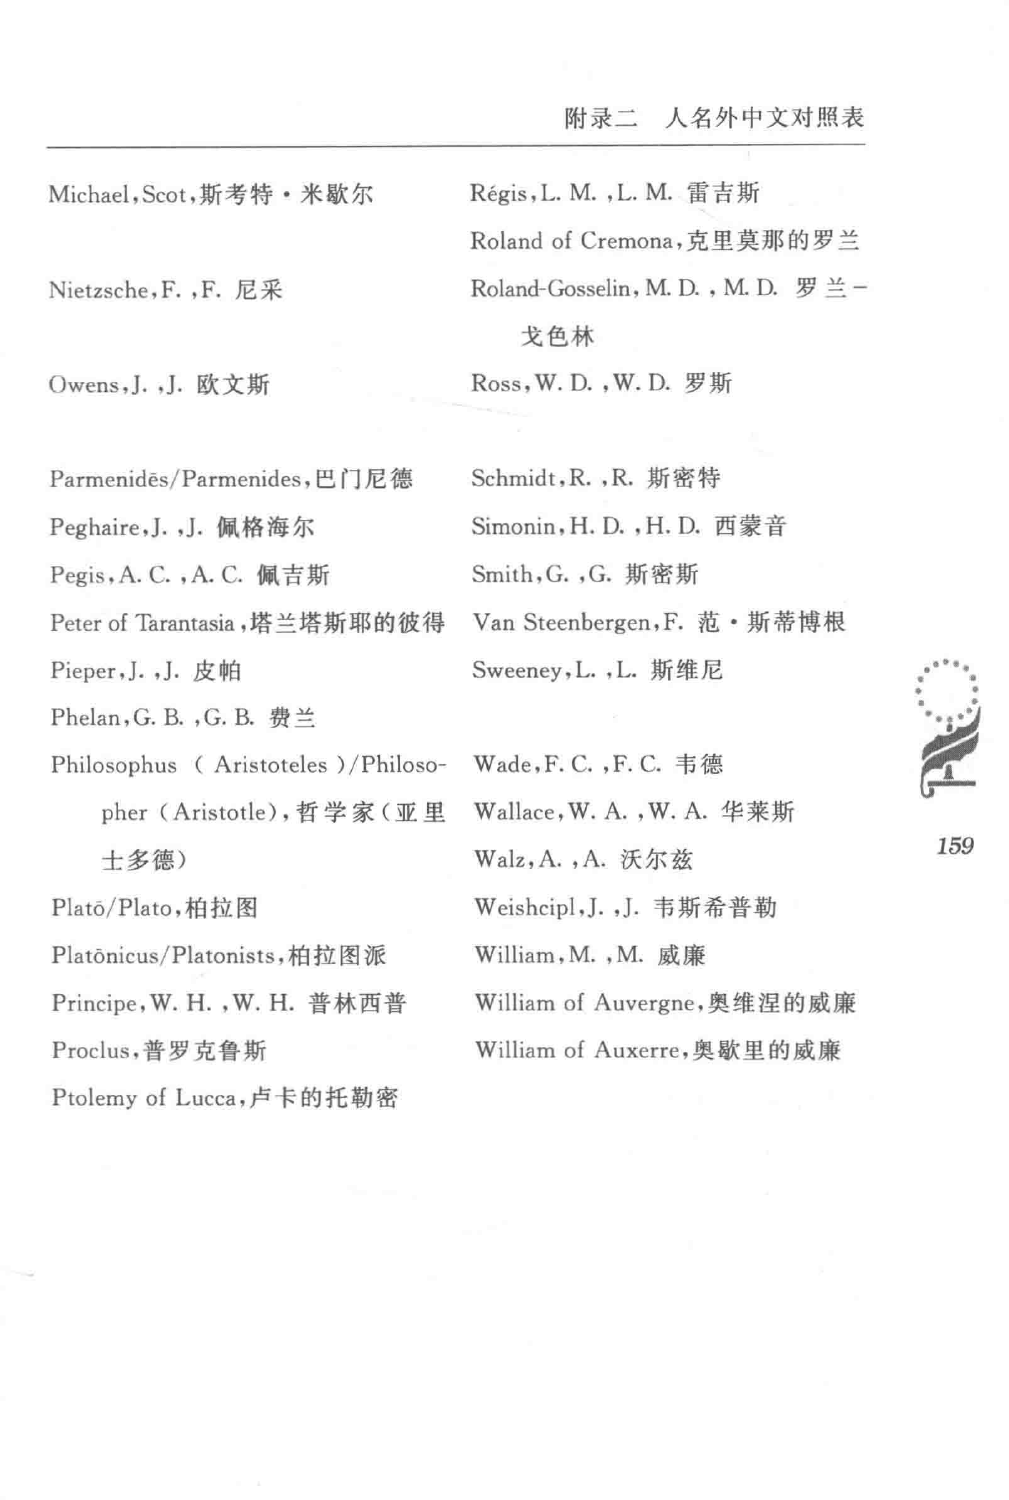 附录二　人名外中文对照表
Michael,Scot,斯考特·米歇尔
Nietzsche,F. ,F. 尼采
Owens,J. ,J. 欧文斯
Parmenidēs/Parmenides,巴门尼德
Peghaire,J. ,J. 佩格海尔
Pegis,A. C. ,A. C. 佩吉斯
Peter of Tarantasia,塔兰塔斯耶的彼得
Pieper,J. ,J. 皮帕
Phelan,G. B. ,G. B. 费兰
Philosophus （Aristoteles）/Philoso-
pher（Aristotle）,哲学家（亚里
士多德）
Platō/Plato,柏拉图
Platōnicus/Platonists,柏拉图派
Principe,W. H. ,W. H. 普林西普
Proclus,普罗克鲁斯
Ptolemy of Lucca,卢卡的托勒密
Régis,L. M. ,L. M. 雷吉斯
Roland of Cremona,克里莫那的罗兰
Roland-Gosselin,M. D. ,M. D. 罗兰-
戈色林
Ross,W. D. ,W. D. 罗斯
Schmidt,R. ,R. 斯密特
Simonin,H. D. ,H. D. 西蒙音
Smith,G. ,G. 斯密斯
Van Steenbergen,F. 范·斯蒂博根
Sweeney,L. ,L. 斯维尼
Wade,F. C. ,F. C. 韦德
Wallace,W. A. ,W. A. 华莱斯
Walz,A. ,A. 沃尔兹
Weishcipl,J. ,J. 韦斯希普勒
William,M. ,M. 威廉
William of Auvergne,奥维涅的威廉
William of Auxerre,奥歇里的威廉
159